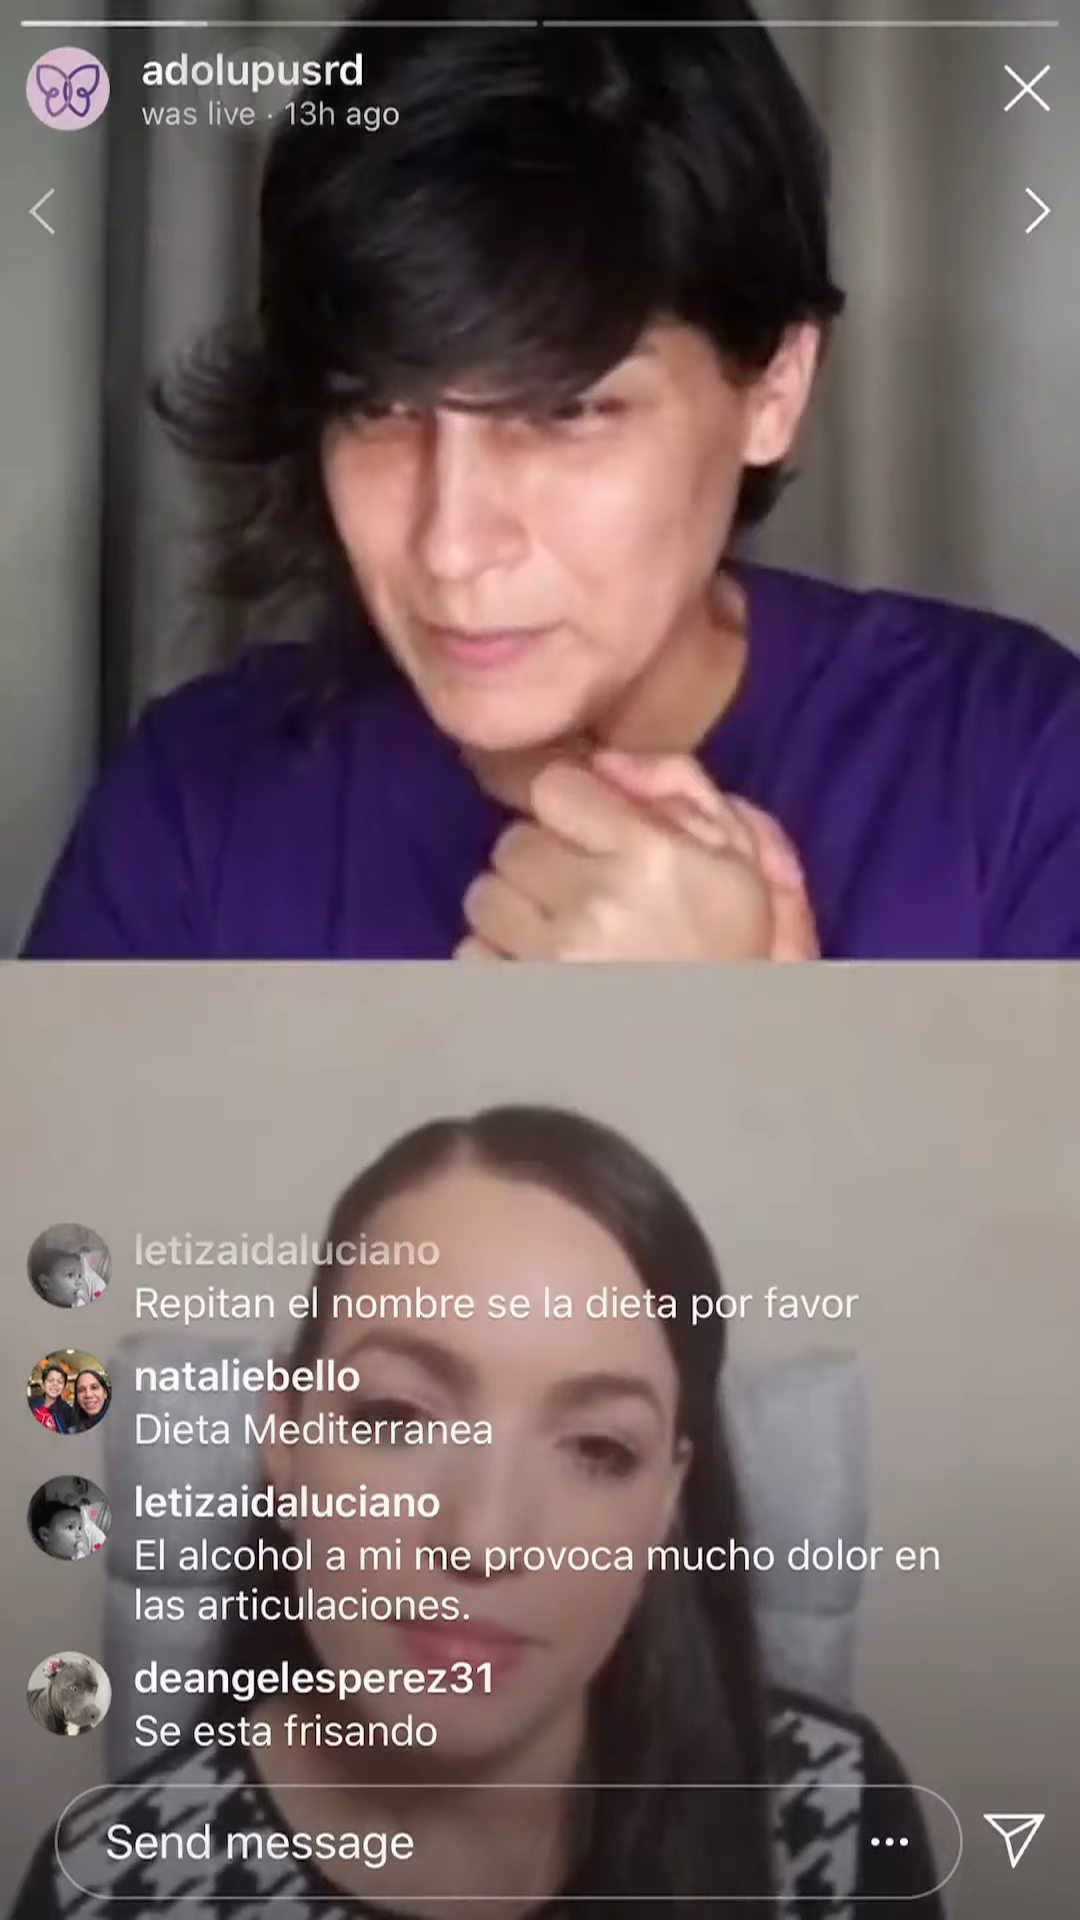 adolupusrd
was live · 13h ago
letizaidaluciano
Repitan el nombre se la dieta por favor
nataliebello
Dieta Mediterranea
letizaidaluciano
El alcohol a mi me provoca mucho dolor en
las articulaciones.
deangelesperez31
Se esta frisando
Send message